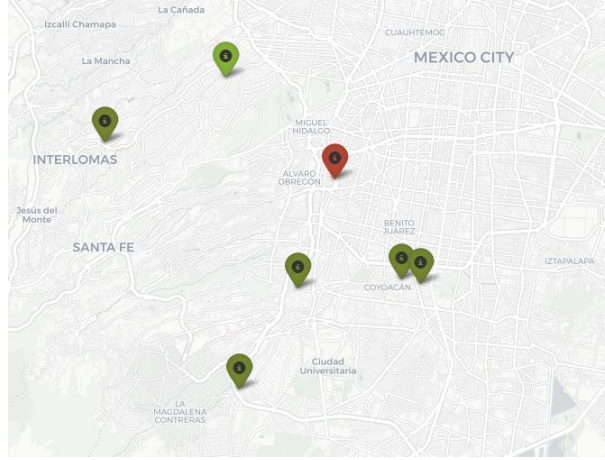 La Cañada
Izcalli Chamapa
CUAUHTÉMOC
La Mancha
MEXICO CITY
MIGUEL
HIDALGO
INTERLOMAS
ÁLVARO
OBREGÓN
Jesús del
Monte
BENITO
JUÁREZ
SANTA FE
IZTAPALAPA
COYOACÁN
Ciudad
Universitaria
LA
MAGDALENA
CONTRERAS